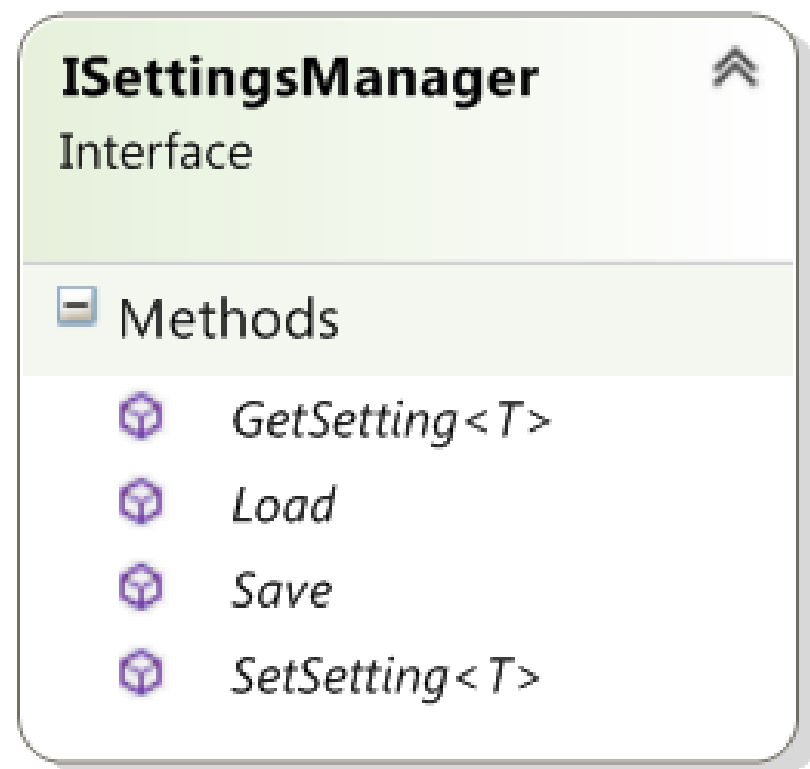 ISettingsManager
Interface
Methods
GetSetting<T>
Load
Save
SetSetting<T>